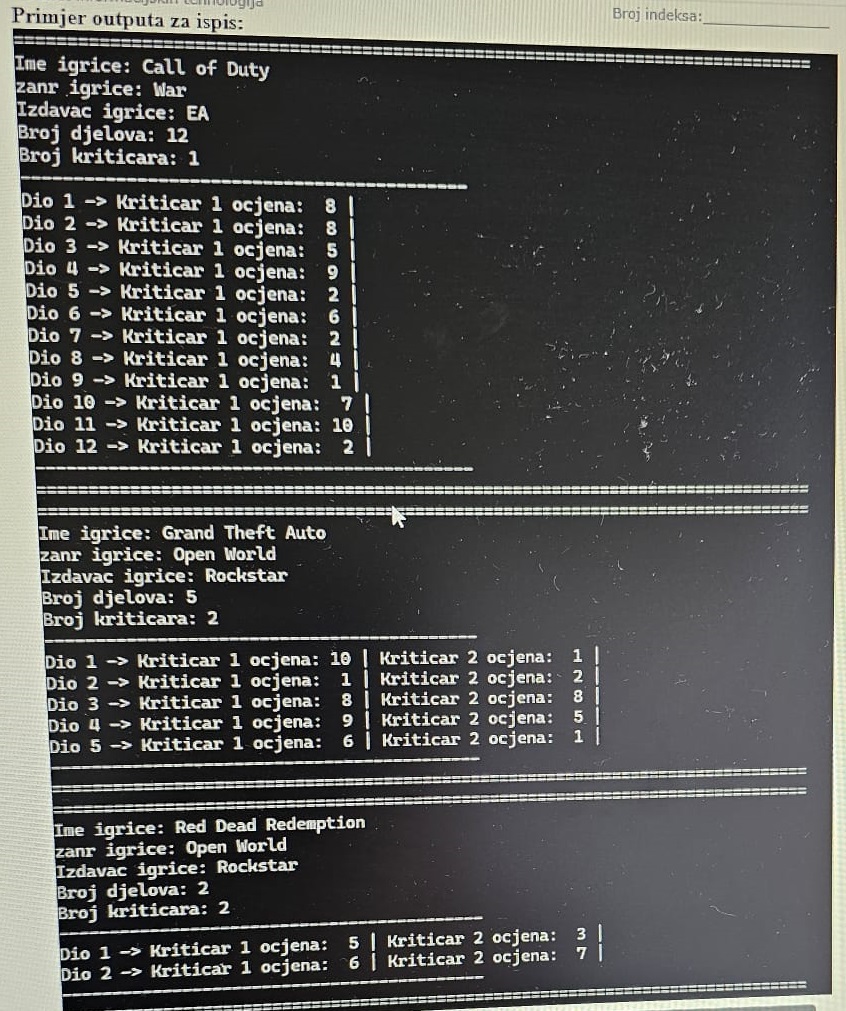 Primjer outputa za ispis:
Broj indeksa:
Ime igrice: Call of Duty
zanr igrice: War
Izdavac igrice: EA
Broj djelova: 12
Broj kriticara: 1
Dio 1 -> Kriticar 1 ocjena: 8 |
Dio 2 -> Kriticar 1 ocjena: 8 |
Dio 3 -> Kriticar 1 ocjena: 5 |
Dio 4 -> Kriticar 1 ocjena: 9 |
Dio 5 -> Kriticar 1 ocjena: 2 |
Dio 6 -> Kriticar 1 ocjena: 6 |
Dio 7 -> Kriticar 1 ocjena: 2 |
Dio 8 -> Kriticar 1 ocjena: 4 |
Dio 9 -> Kriticar 1 ocjena: 1 |
Dio 10 -> Kriticar 1 ocjena: 7 |
Dio 11 -> Kriticar 1 ocjena: 10 |
Dio 12 -> Kriticar 1 ocjena: 2 |
Ime igrice: Grand Theft Auto
zanr igrice: Open World
Izdavac igrice: Rockstar
Broj djelova: 5
Broj kriticara: 2
Dio 1 -> Kriticar 1 ocjena: 10 | Kriticar 2 ocjena: 1 |
Dio 2 -> Kriticar 1 ocjena: 1 | Kriticar 2 ocjena: 2 |
Dio 3 -> Kriticar 1 ocjena: 8 | Kriticar 2 ocjena: 8 |
Dio 4 -> Kriticar 1 ocjena: 9 | Kriticar 2 ocjena: 5 |
Dio 5 -> Kriticar 1 ocjena: 6 | Kriticar 2 ocjena: 1 |
Ime igrice: Red Dead Redemption
zanr igrice: Open World
Izdavac igrice: Rockstar
Broj djelova: 2
Broj kriticara: 2
Dio 1 -> Kriticar 1 ocjena: 5 | Kriticar 2 ocjena: 3 |
Dio 2 -> Kriticar 1 ocjena: 6 | Kriticar 2 ocjena: 7 |